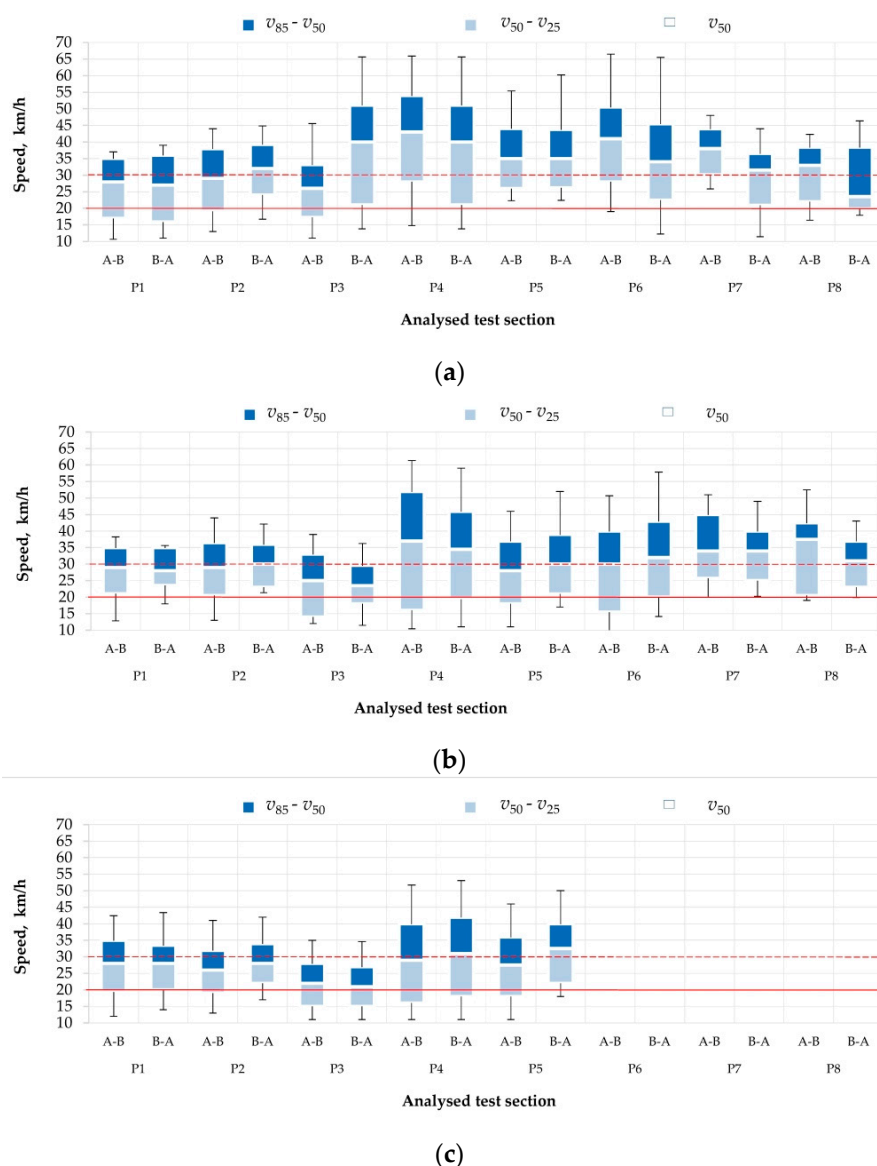 v85 - v50 v50 - v25 v50
70
65
60
55
50
45
40
35
30
25
20
15
10
Speed, km/h
A-B B-A A-B B-A A-B B-A A-B B-A A-B B-A A-B B-A A-B B-A A-B B-A
P1 P2 P3 P4 P5 P6 P7 P8
Analysed test section
(a)
v85 - v50 v50 - v25 v50
70
65
60
55
50
45
40
35
30
25
20
15
10
Speed, km/h
A-B B-A A-B B-A A-B B-A A-B B-A A-B B-A A-B B-A A-B B-A A-B B-A
P1 P2 P3 P4 P5 P6 P7 P8
Analysed test section
(b)
v85 - v50 v50 - v25 v50
70
65
60
55
50
45
40
35
30
25
20
15
10
Speed, km/h
A-B B-A A-B B-A A-B B-A A-B B-A A-B B-A A-B B-A A-B B-A A-B B-A
P1 P2 P3 P4 P5 P6 P7 P8
Analysed test section
(c)